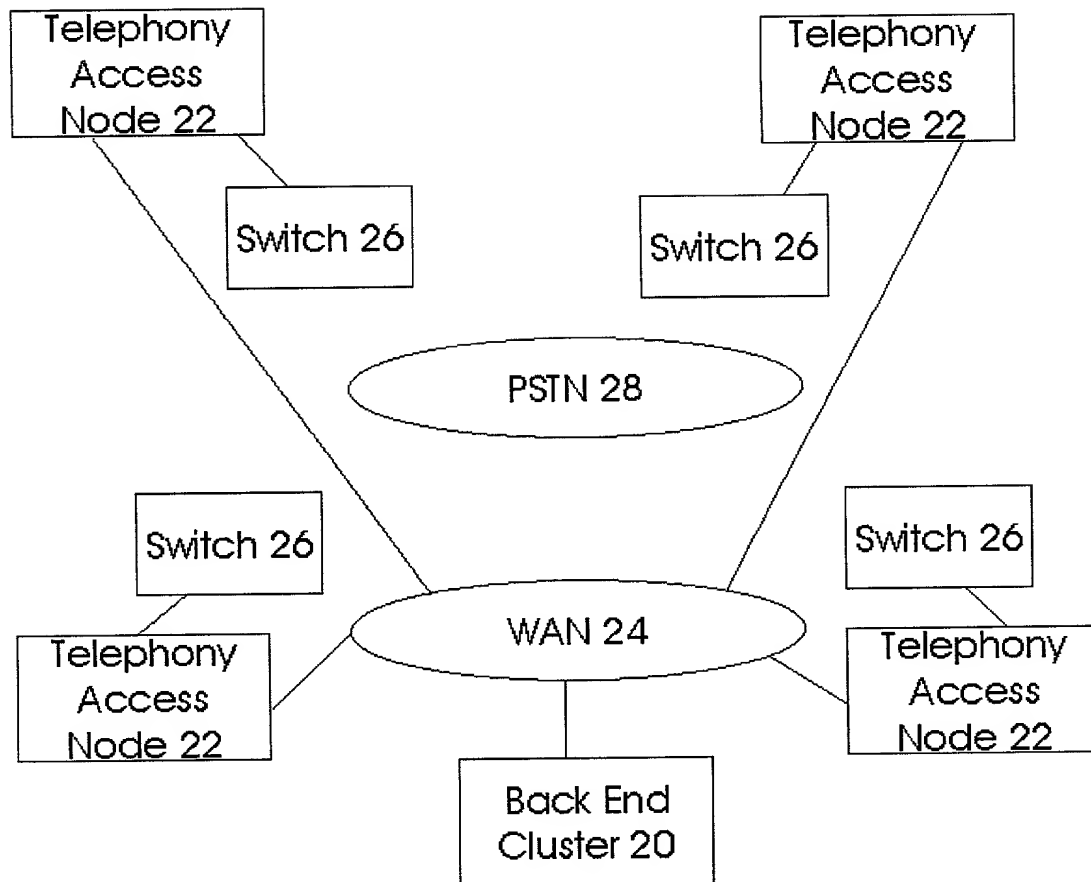 Telephony
Access
Node 22
Telephony
Access
Node 22
Switch 26
Switch 26
PSTN 28
Switch 26
Switch 26
WAN 24
Telephony
Access
Node 22
Telephony
Access
Node 22
Back End
Cluster 20